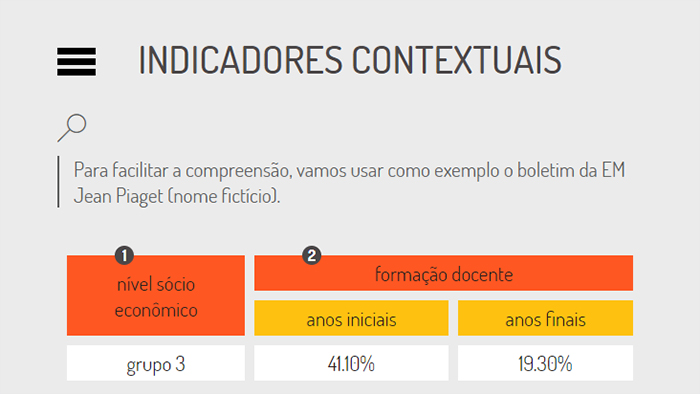 INDICADORES CONTEXTUAIS
Para facilitar a compreensão, vamos usar como exemplo o boletim da EM
Jean Piaget (nome fictício).
1
2
nível sócio
econômico
formação docente
anos iniciais
anos finais
grupo 3
41.10%
19.30%